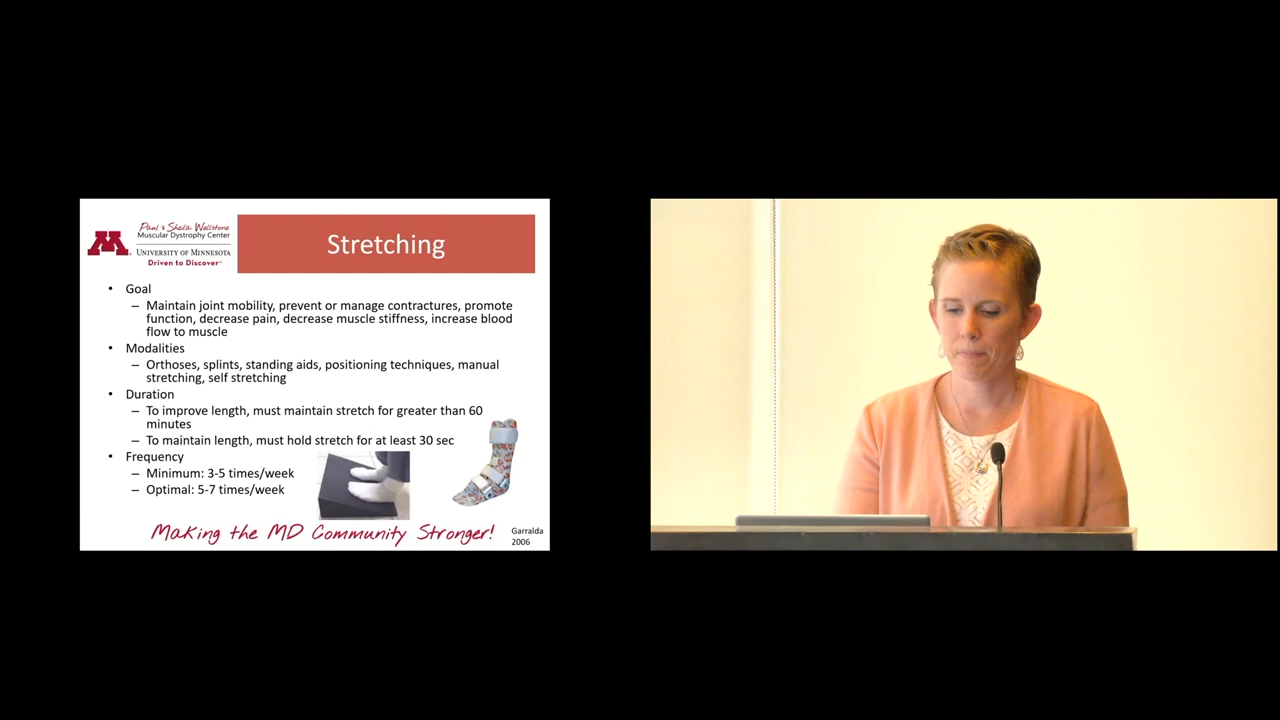 Paul & Sheila Wellstone
Muscular Dystrophy Center
UNIVERSITY OF MINNESOTA
Driven to Discover
Stretching
• Goal
– Maintain joint mobility, prevent or manage contractures, promote
function, decrease pain, decrease muscle stiffness, increase blood
flow to muscle
• Modalities
– Orthoses, splints, standing aids, positioning techniques, manual
stretching, self stretching
• Duration
– To improve length, must maintain stretch for greater than 60
minutes
– To maintain length, must hold stretch for at least 30 sec
• Frequency
– Minimum: 3-5 times/week
– Optimal: 5-7 times/week
Making the MD Community Stronger!
Garralda
2006